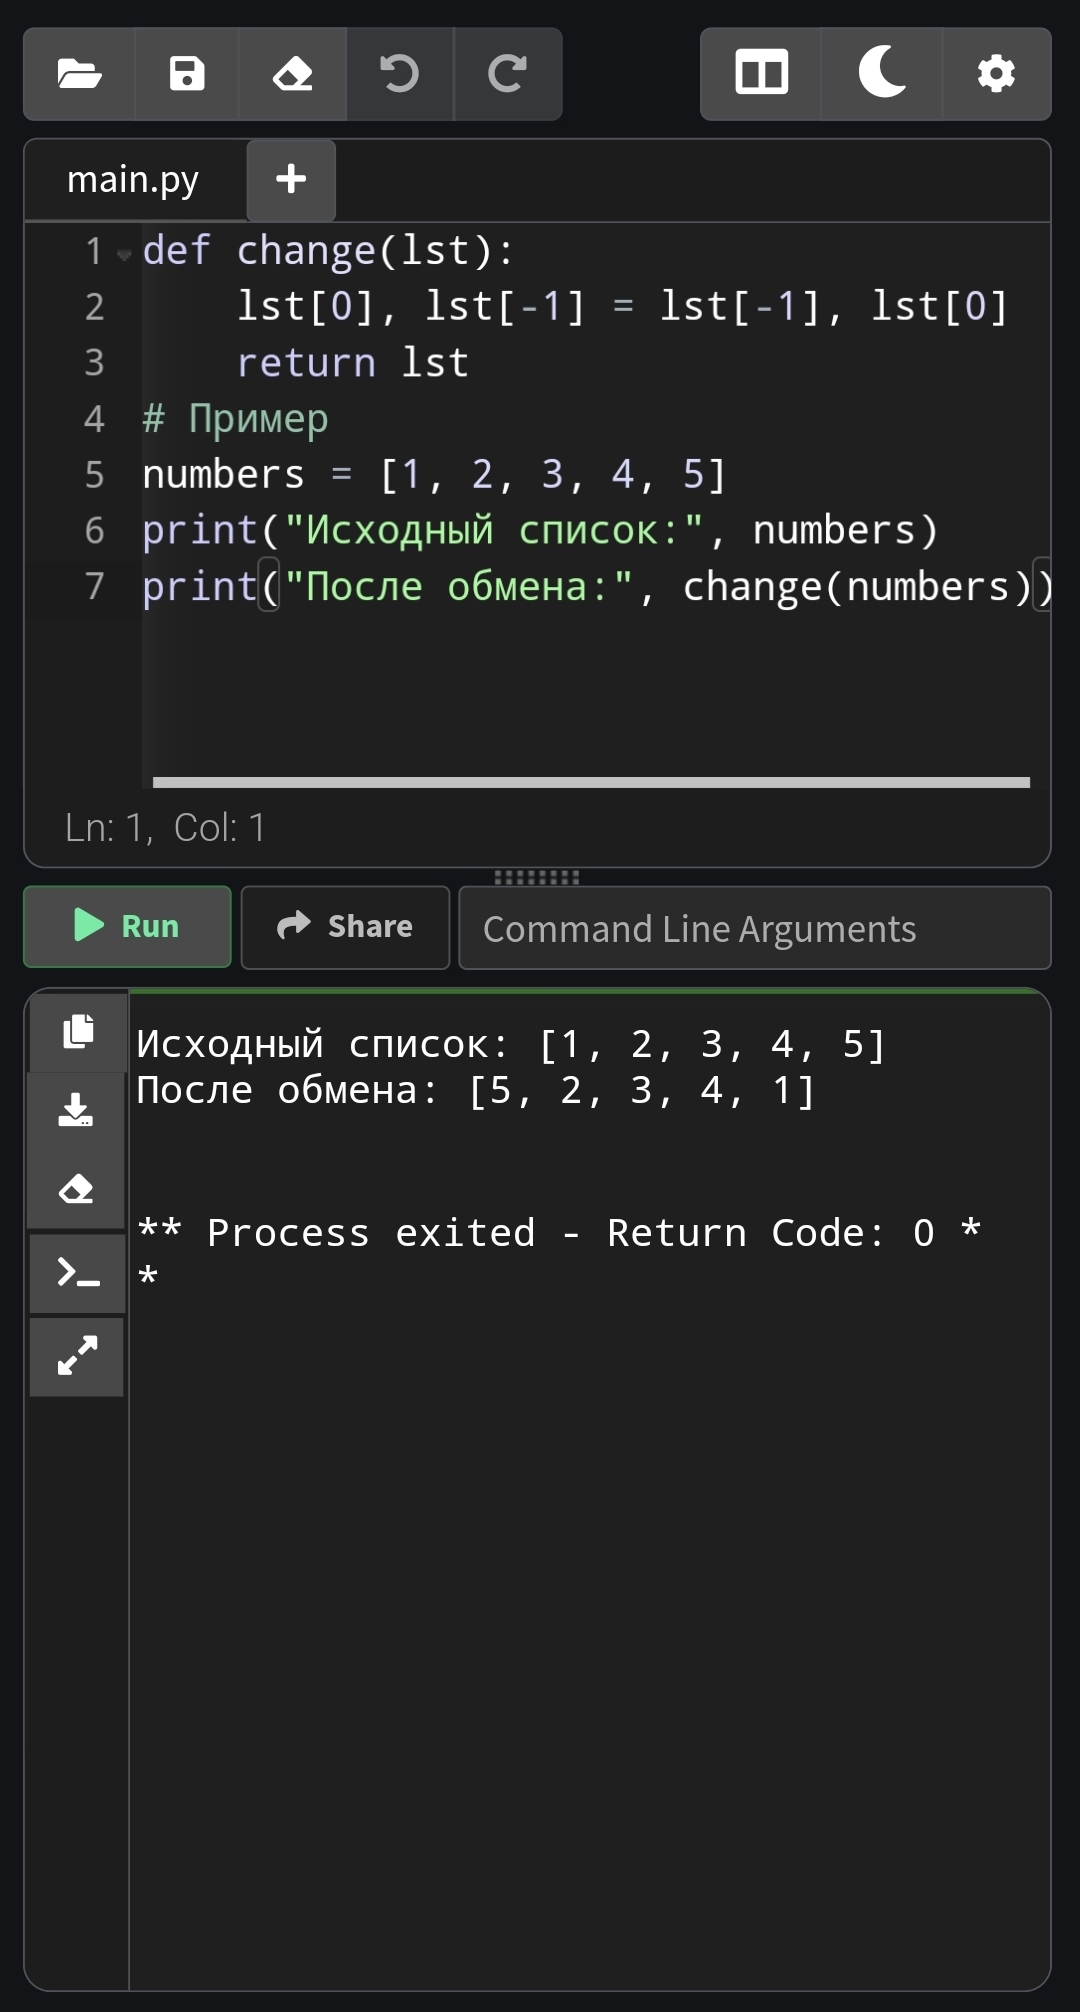 main.py
1 def change(lst):
2     lst[0], lst[-1] = lst[-1], lst[0]
3     return lst
4 # Пример
5 numbers = [1, 2, 3, 4, 5]
6 print("Исходный список:", numbers)
7 print("После обмена:", change(numbers))
Ln: 1, Col: 1
Run Share Command Line Arguments
Исходный список: [1, 2, 3, 4, 5]
После обмена: [5, 2, 3, 4, 1]
** Process exited - Return Code: 0 *
*